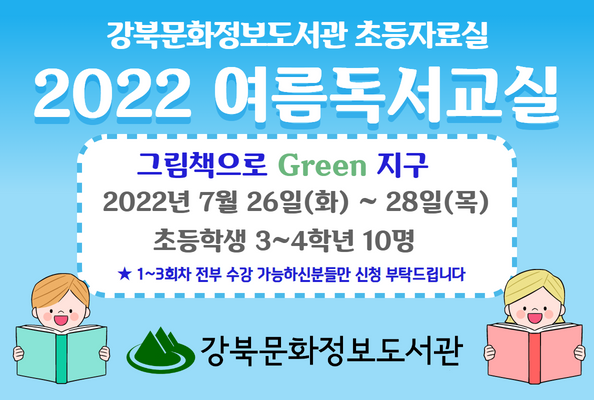 강북문화정보도서관 초등자료실
2022 여름독서교실
그림책으로 Green 지구
2022년 7월 26일(화) ~ 28일(목)
초등학생 3~4학년 10명
★ 1~3회차 전부 수강 가능하신분들만 신청 부탁드립니다
강북문화정보도서관